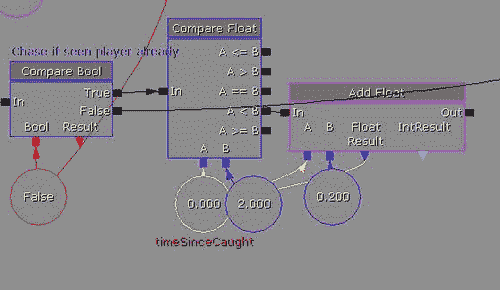 Chase if seen player already
Compare Bool
In
True
False
Bool
Result
False
Compare Float
In
A <= B
A > B
A == B
A < B
A >= B
A
B
0.000
2.000
timeSinceCaught
Add Float
In
Out
A
B
Float
Result
IntResult
0.200